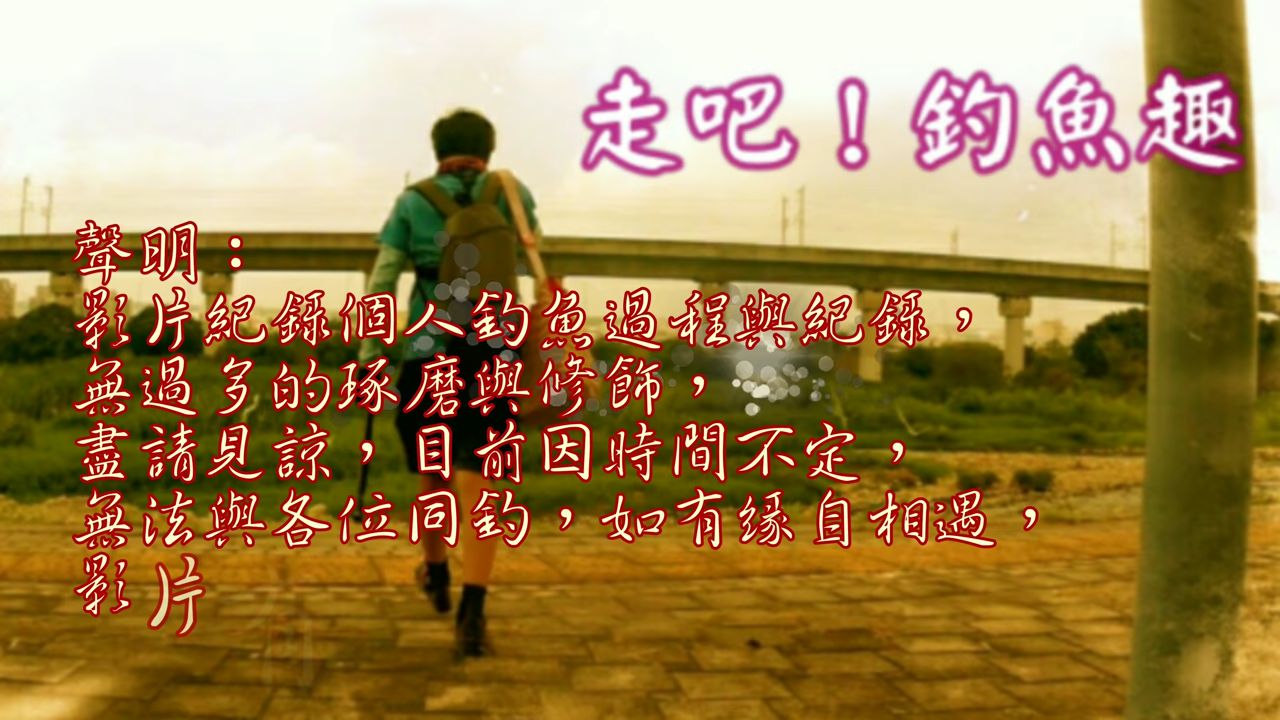 走吧！釣魚趣
聲明：
影片紀錄個人釣魚過程與紀錄，
無過多的琢磨與修飾，
盡請見諒，目前因時間不定，
無法與各位同釣，如有緣自相遇，
影片